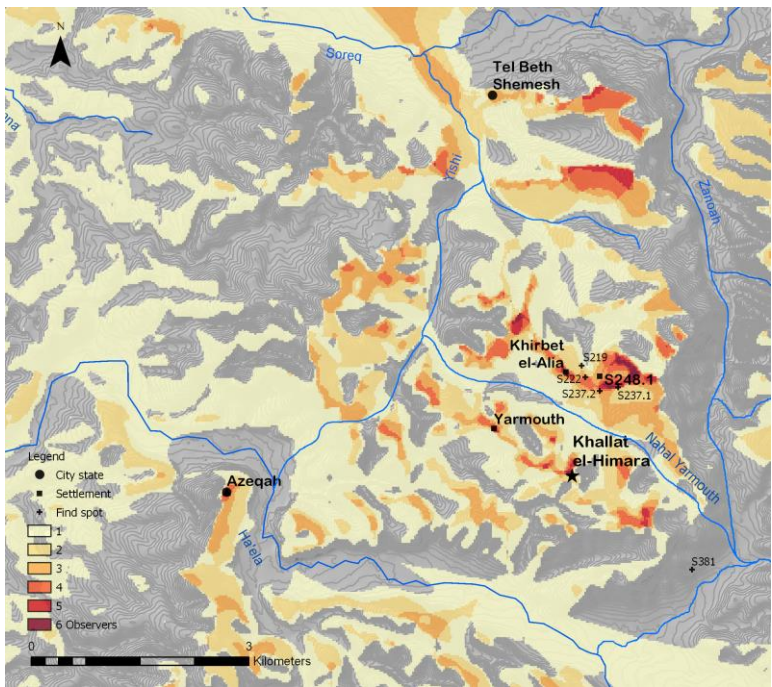 N
Soreq
Tel Beth
Shemesh
ona
Yishi
Zanoah
Khirbet
el-Alia
S219
S222
S248.1
S237.2
S237.1
Yarmouth
Khallat
el-Himara
Nahal Yarmouth
Azeqah
Ha'ela
S381
Legend
City state
Settlement
Find spot
1
2
3
4
5
6 Observers
0
3
Kilometers